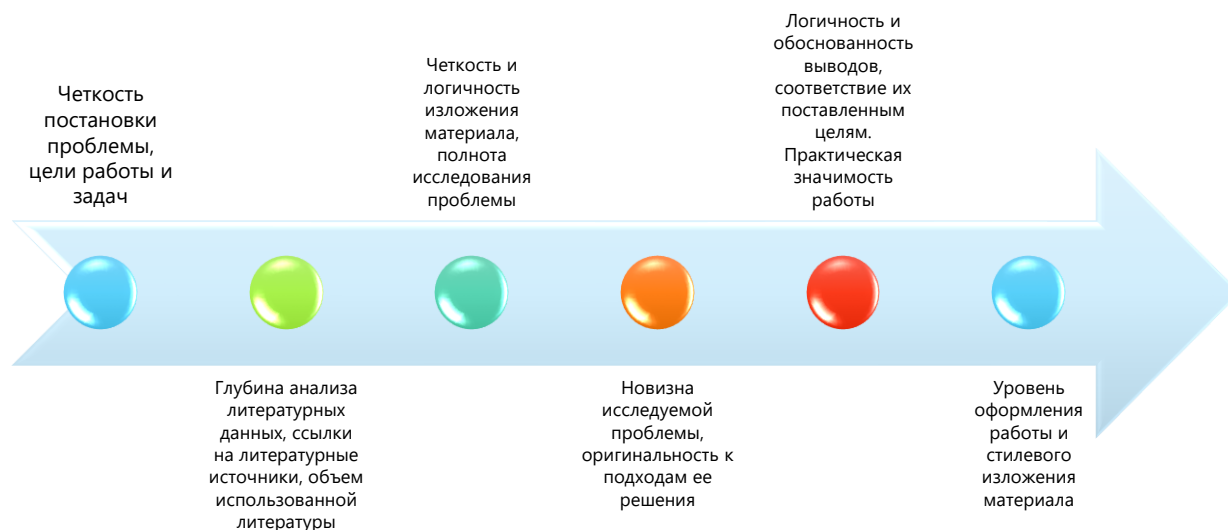 Четкость
постановки
проблемы,
цели работы и
задач
Глубина анализа
литературных
данных, ссылки
на литературные
источники, объем
использованной
литературы
Четкость и
логичность
изложения
материала,
полнота
исследования
проблемы
Новизна
исследуемой
проблемы,
оригинальность к
подходам ее
решения
Логичность и
обоснованность
выводов,
соответствие их
поставленным
целям.
Практическая
значимость
работы
Уровень
оформления
работы и
стилевого
изложения
материала